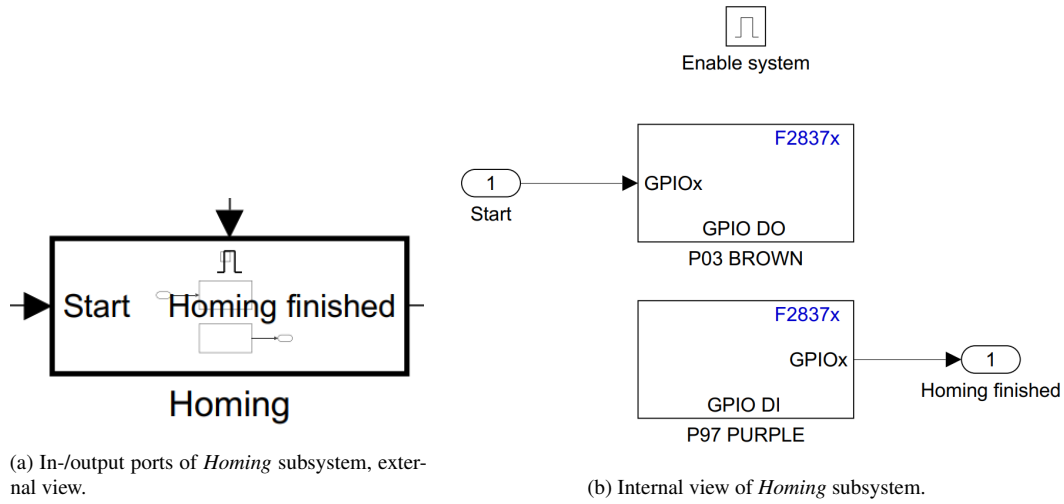 Start
Homing finished
Homing
(a) In-/output ports of Homing subsystem, exter-
nal view.
Enable system
1
Start
F2837x
GPIOx
GPIO DO
P03 BROWN
F2837x
GPIOx
GPIO DI
P97 PURPLE
1
Homing finished
(b) Internal view of Homing subsystem.